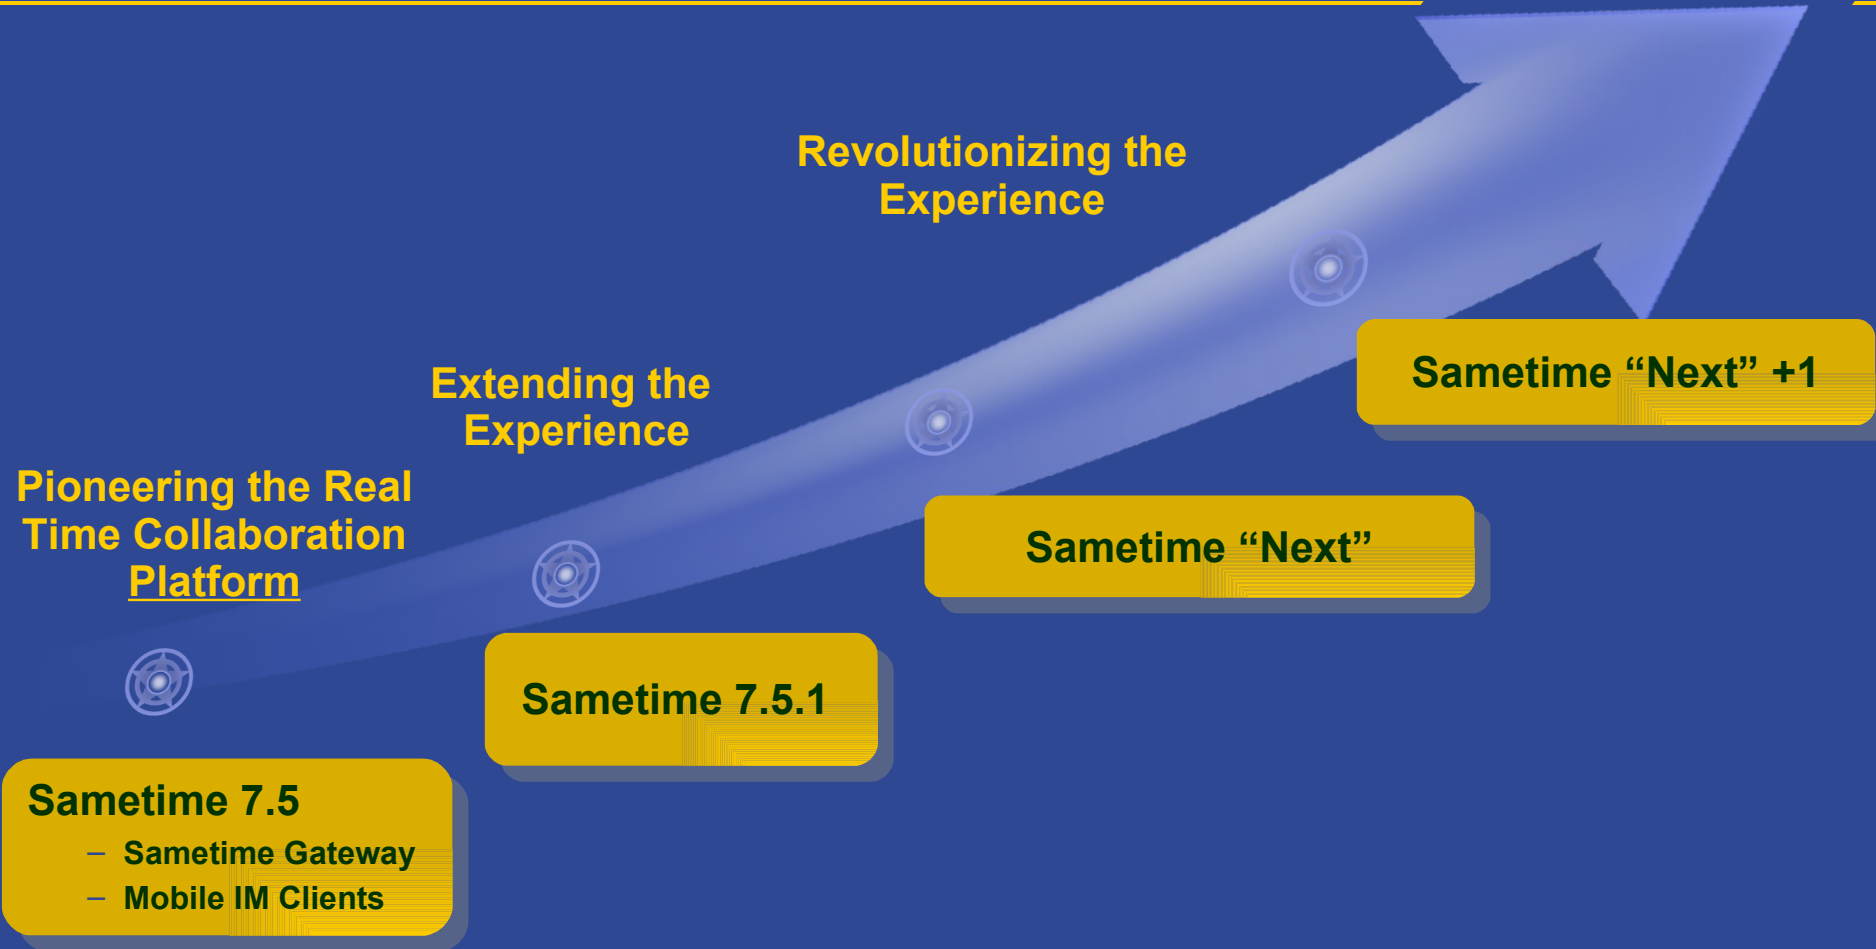 Revolutionizing the
Experience
Extending the
Experience
Pioneering the Real
Time Collaboration
Platform
Sametime “Next” +1
Sametime “Next”
Sametime 7.5.1
Sametime 7.5
– Sametime Gateway
– Mobile IM Clients